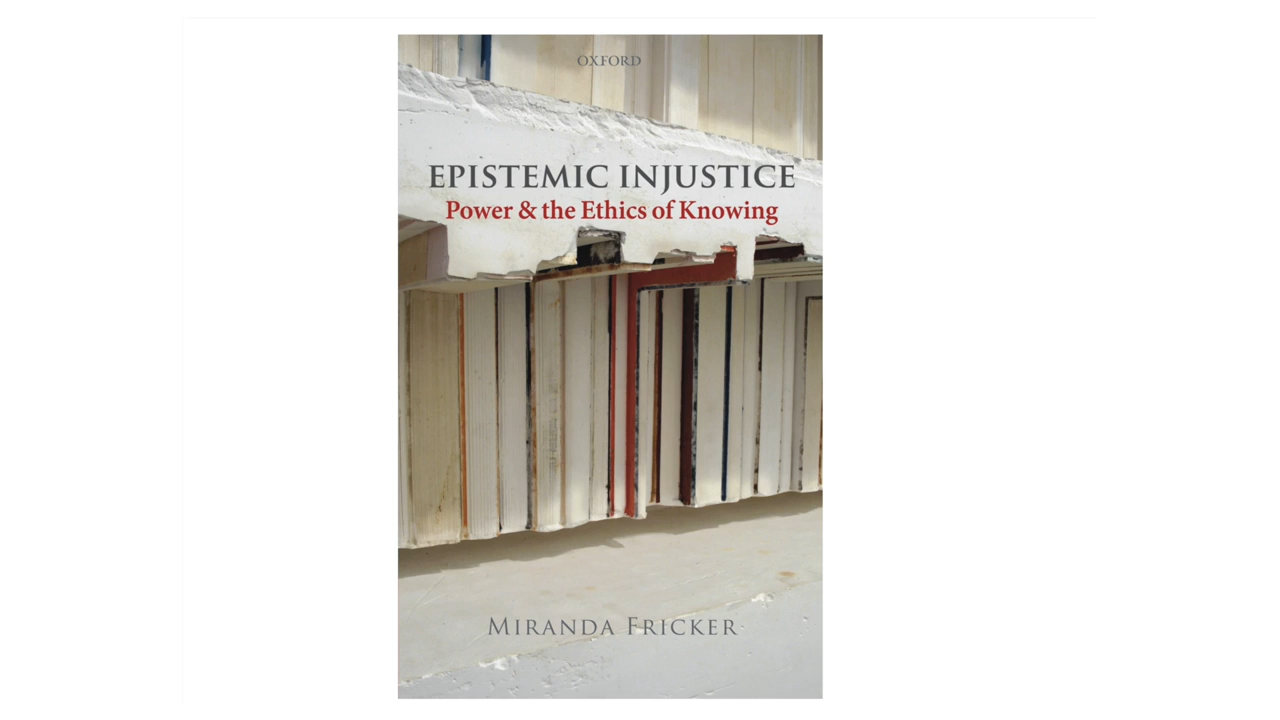 OXFORD
EPISTEMIC INJUSTICE
Power & the Ethics of Knowing
MIRANDA FRICKER